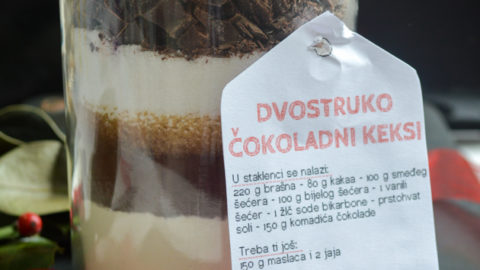 DVOSTRUKO
ČOKOLADNI KEKSI
U staklenci se nalazi:
220 g brašna - 80 g kakaa - 100 g smeđeg
šećera - 100 g bijelog šećera - 1 vanili
šećer - 1 žlč sode bikarbone - prstohvat
soli - 150 g komadića čokolade
Treba ti još:
150 g maslaca i 2 jaja